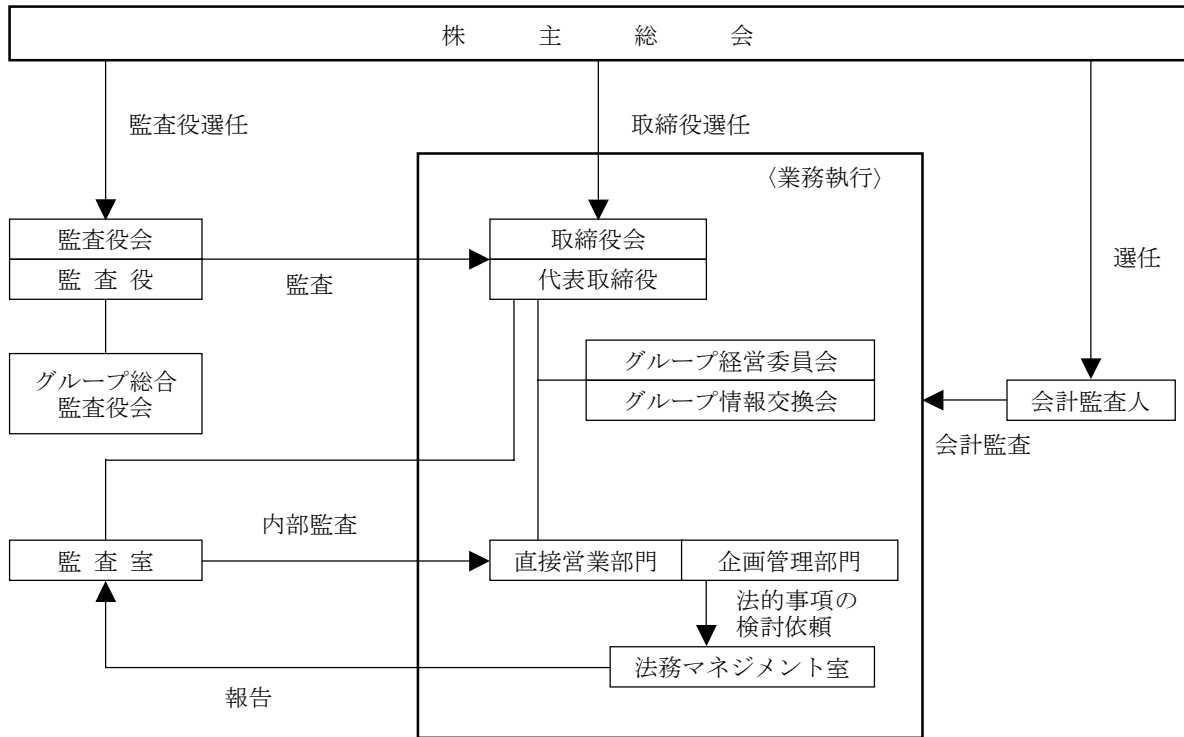 株主総会
監査役選任
取締役選任
〈業務執行〉
監査役会
監査役
監査
取締役会
代表取締役
選任
グループ総合
監査役会
グループ経営委員会
グループ情報交換会
会計監査人
会計監査
内部監査
監査室
直接営業部門
企画管理部門
法的事項の
検討依頼
法務マネジメント室
報告